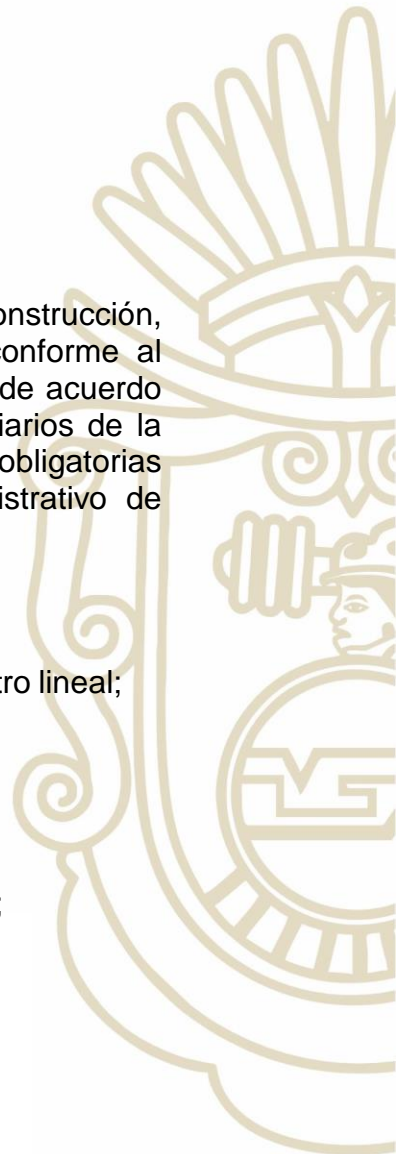 onstrucción,
conforme al
de acuerdo
iarios de la
obligatorias
istrativo de
tro lineal;
;